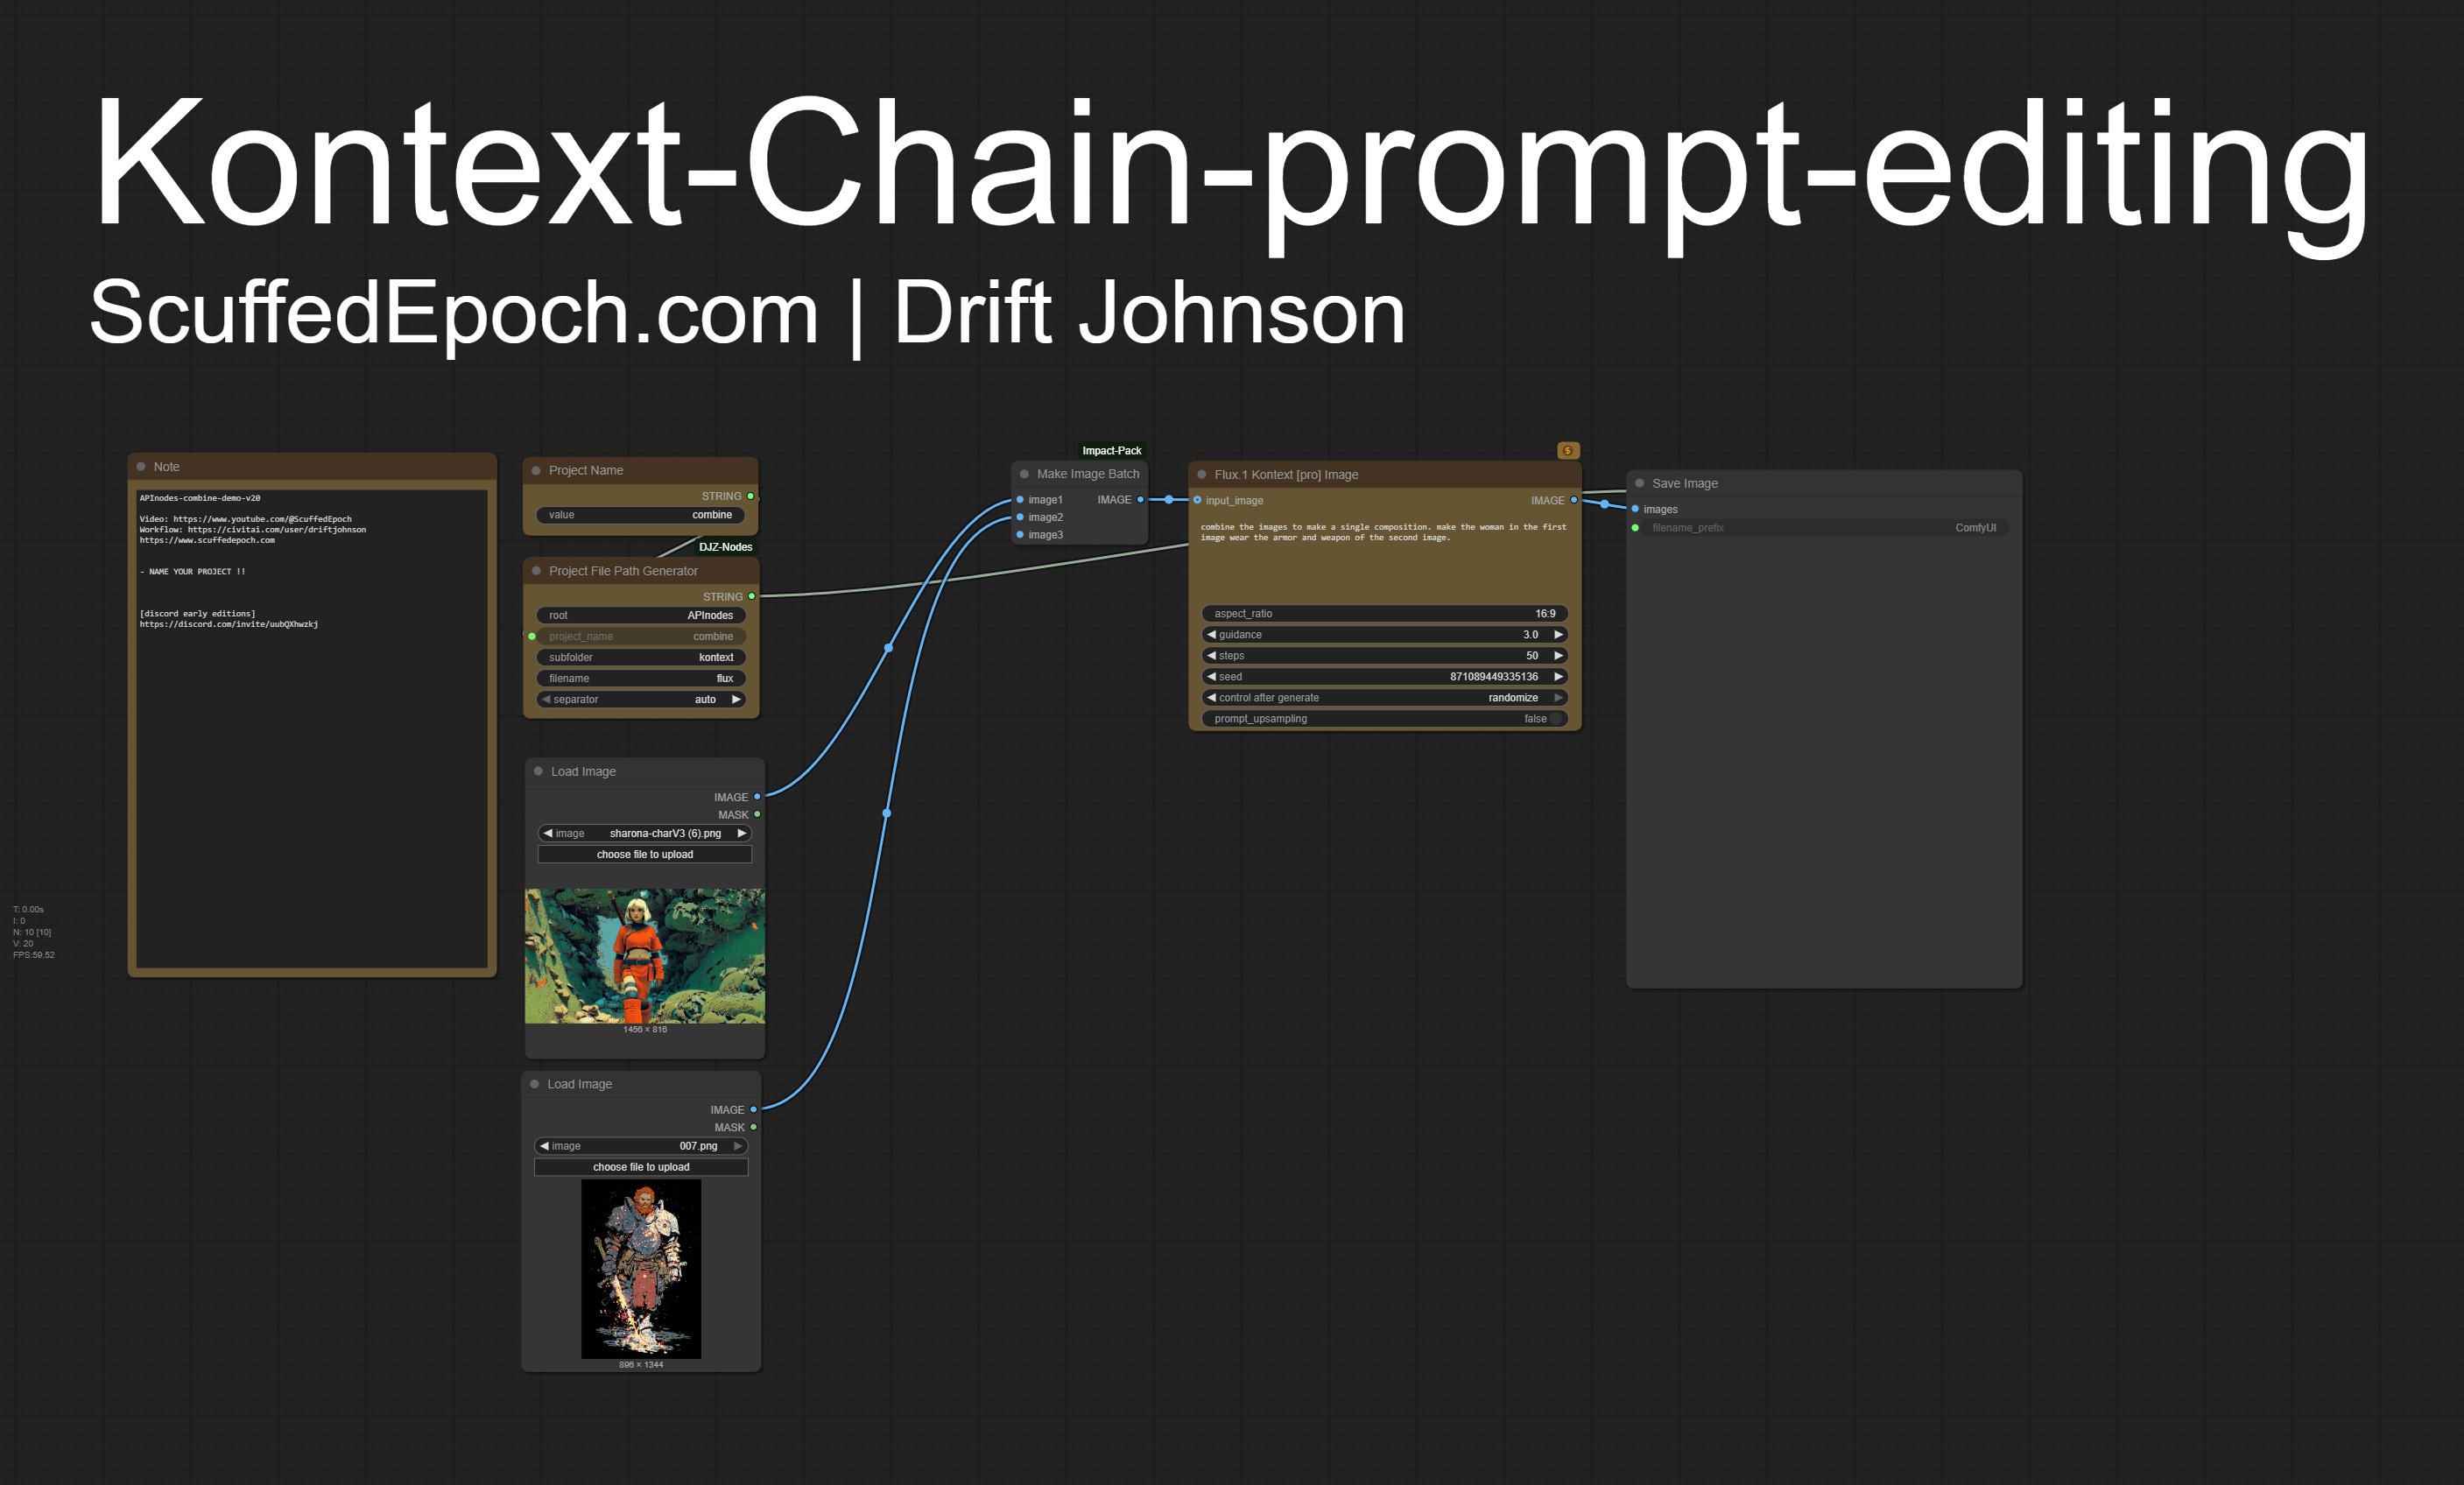 Kontext-Chain-prompt-editing
ScuffedEpoch.com | Drift Johnson
Note
APInodes-combine-demo-v20
Video: https://www.youtube.com/@ScuffedEpoch
Workflow: https://civitai.com/user/driftjohnson
https://www.scuffedepoch.com
- NAME YOUR PROJECT !!
[discord early editions]
https://discord.com/invite/uubQXhwzkj
Project Name
STRING
value combine
DJZ-Nodes
Project File Path Generator
STRING
root APInodes
project_name combine
subfolder kontext
filename flux
separator auto
Load Image
IMAGE
MASK
image sharona-charV3 (6).png
choose file to upload
1456 × 816
Load Image
IMAGE
MASK
image 007.png
choose file to upload
896 × 1344
Impact-Pack
Make Image Batch
image1 IMAGE
image2
image3
Flux.1 Kontext [pro] Image
input_image IMAGE
combine the images to make a single composition. make the woman in the first
image wear the armor and weapon of the second image.
aspect_ratio 16:9
guidance 3.0
steps 50
seed 871089449335136
control after generate randomize
prompt_upsampling false
Save Image
images
filename_prefix ComfyUI
T: 0.00s
I: 0
N: 10 [10]
V: 20
FPS:59.52